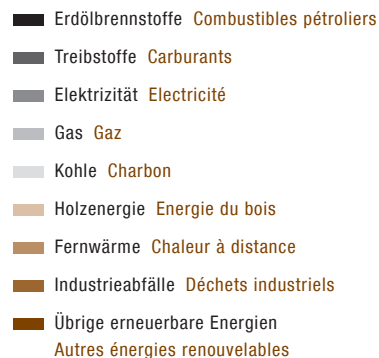 Erdölbrennstoffe Combustibles pétroliers
Treibstoffe Carburants
Elektrizität Electricité
Gas Gaz
Kohle Charbon
Holzenergie Energie du bois
Fernwärme Chaleur à distance
Industrieabfälle Déchets industriels
Übrige erneuerbare Energien
Autres énergies renouvelables